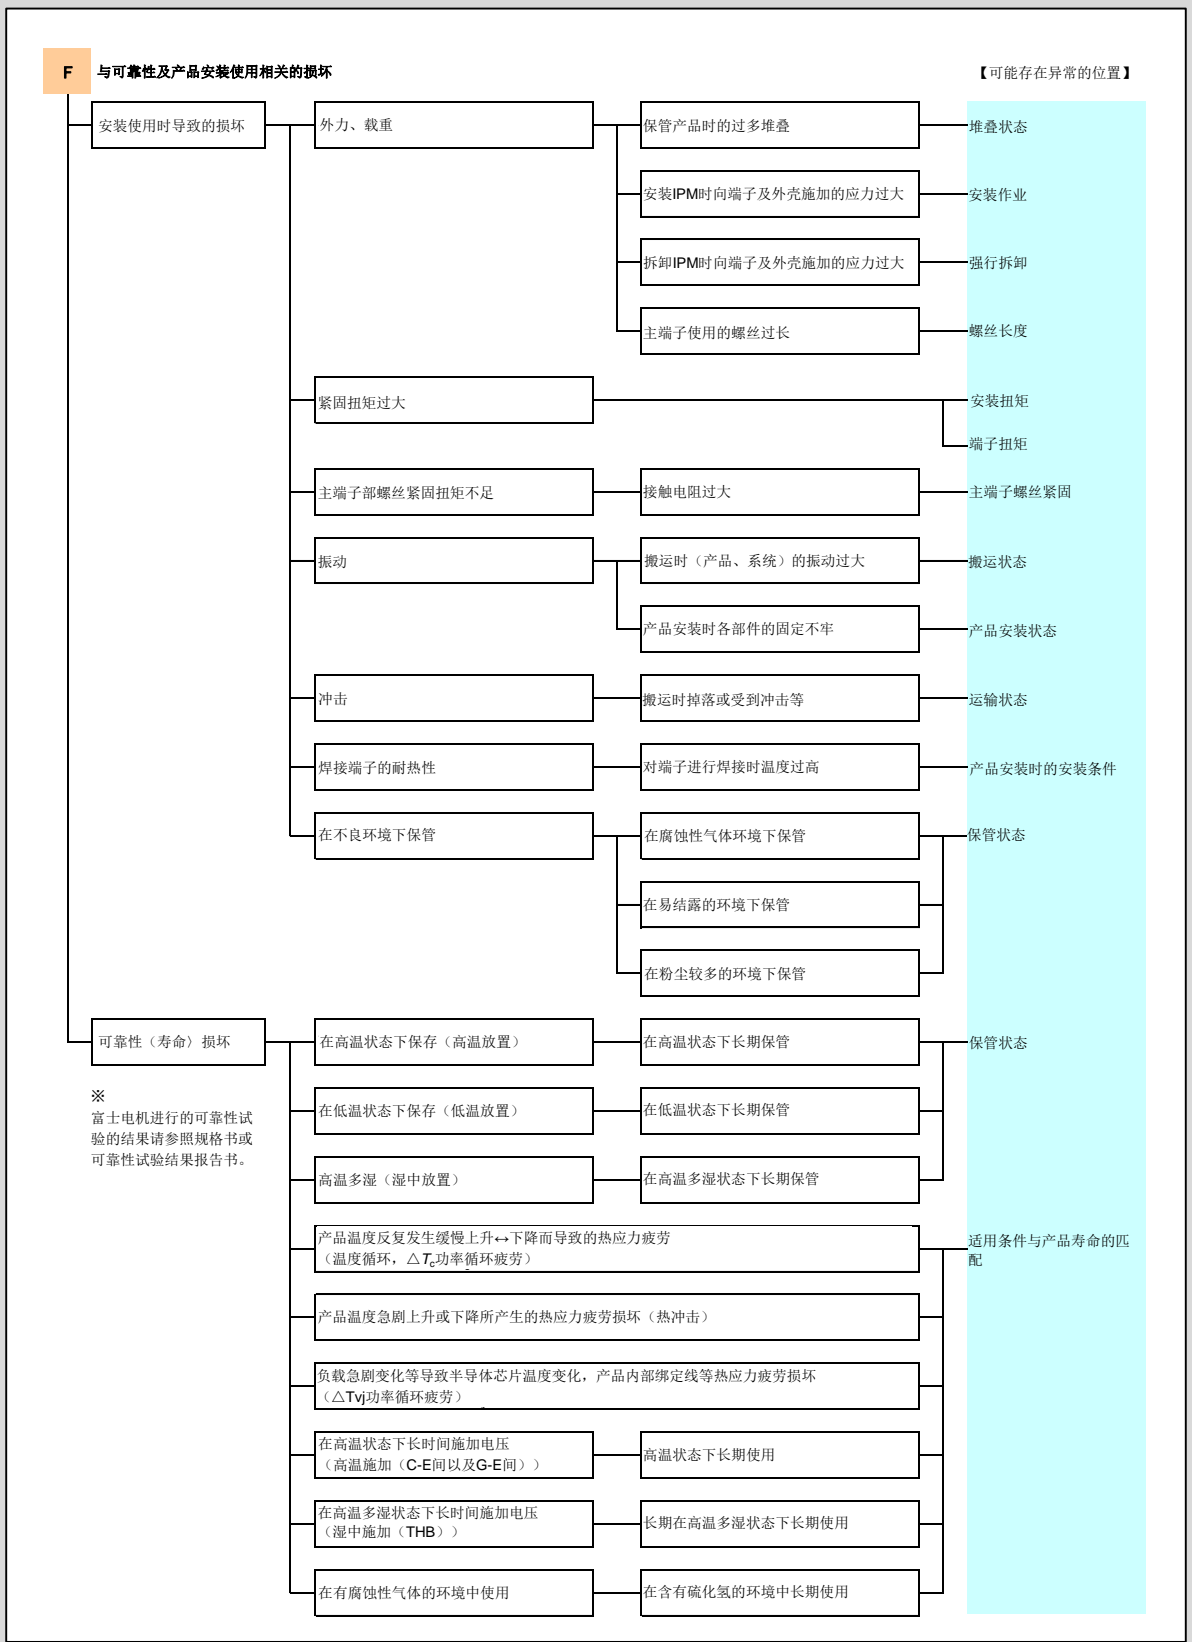 F
与可靠性及产品安装使用相关的损坏
【可能存在异常的位置】
安装使用时导致的损坏
外力、载重
保管产品时的过多堆叠
堆叠状态
安装IPM时向端子及外壳施加的应力过大
安装作业
拆卸IPM时向端子及外壳施加的应力过大
强行拆卸
主端子使用的螺丝过长
螺丝长度
紧固扭矩过大
安装扭矩
端子扭矩
主端子部螺丝紧固扭矩不足
接触电阻过大
主端子螺丝紧固
振动
搬运时（产品、系统）的振动过大
搬运状态
产品安装时各部件的固定不牢
产品安装状态
冲击
搬运时掉落或受到冲击等
运输状态
焊接端子的耐热性
对端子进行焊接时温度过高
产品安装时的安装条件
在不良环境下保管
在腐蚀性气体环境下保管
保管状态
在易结露的环境下保管
在粉尘较多的环境下保管
可靠性（寿命）损坏
在高温状态下保存（高温放置）
在高温状态下长期保管
保管状态
※
富士电机进行的可靠性试
验的结果请参照规格书或
可靠性试验结果报告书。
在低温状态下保存（低温放置）
在低温状态下长期保管
高温多湿（湿中放置）
在高温多湿状态下长期保管
产品温度反复发生缓慢上升↔下降而导致的热应力疲劳
（温度循环，△Tc功率循环疲劳）
适用条件与产品寿命的匹
配
产品温度急剧上升或下降所产生的热应力疲劳损坏（热冲击）
负载急剧变化等导致半导体芯片温度变化，产品内部绑定线等热应力疲劳损坏
（△Tvj功率循环疲劳）
在高温状态下长时间施加电压
（高温施加（C-E间以及G-E间））
高温状态下长期使用
在高温多湿状态下长时间施加电压
（湿中施加（THB））
长期在高温多湿状态下长期使用
在有腐蚀性气体的环境中使用
在含有硫化氢的环境中长期使用